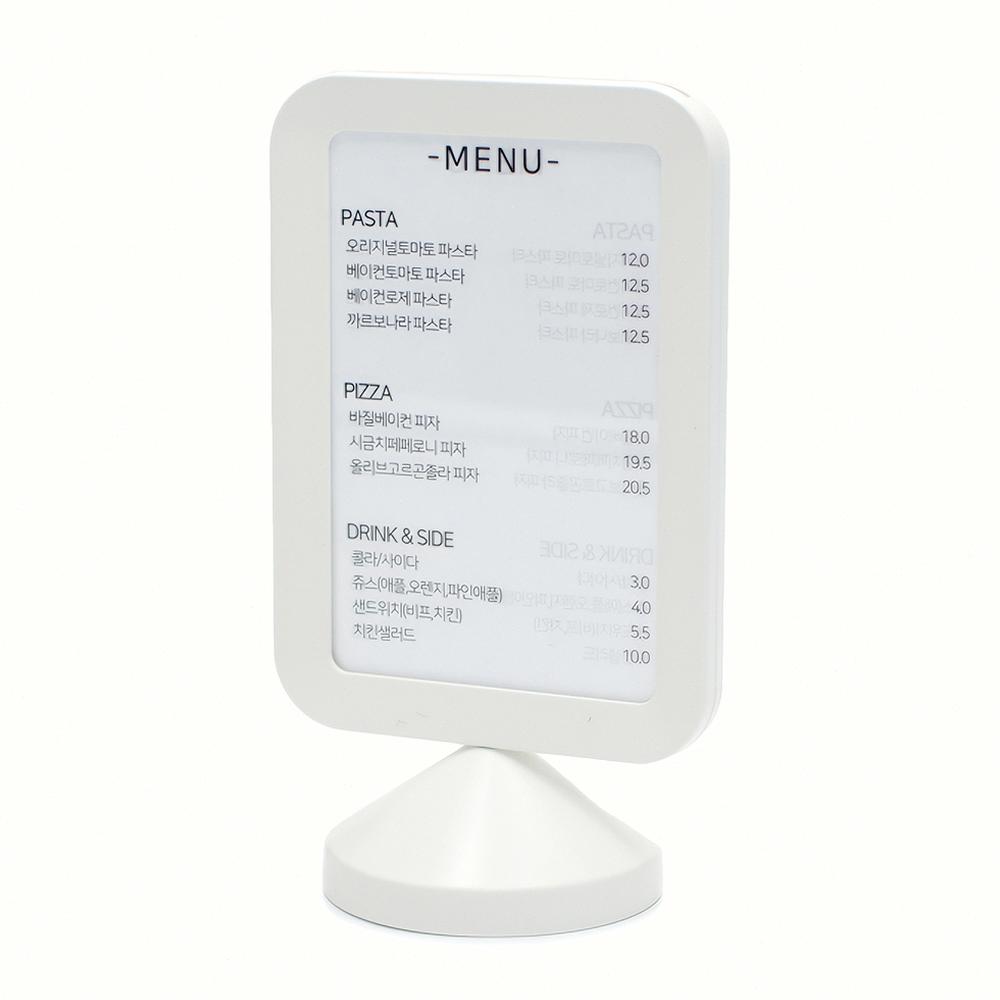 -MENU-
PASTA
오리지널토마토 파스타 12.0
베이컨토마토 파스타 12.5
베이컨로제 파스타 12.5
까르보나라 파스타 12.5
PIZZA
바질베이컨 피자 18.0
시금치페페로니 피자 19.5
올리브고르곤졸라 피자 20.5
DRINK & SIDE
콜라/사이다 3.0
쥬스(애플,오렌지,파인애플) 4.0
샌드위치(비프,치킨) 5.5
치킨샐러드 10.0